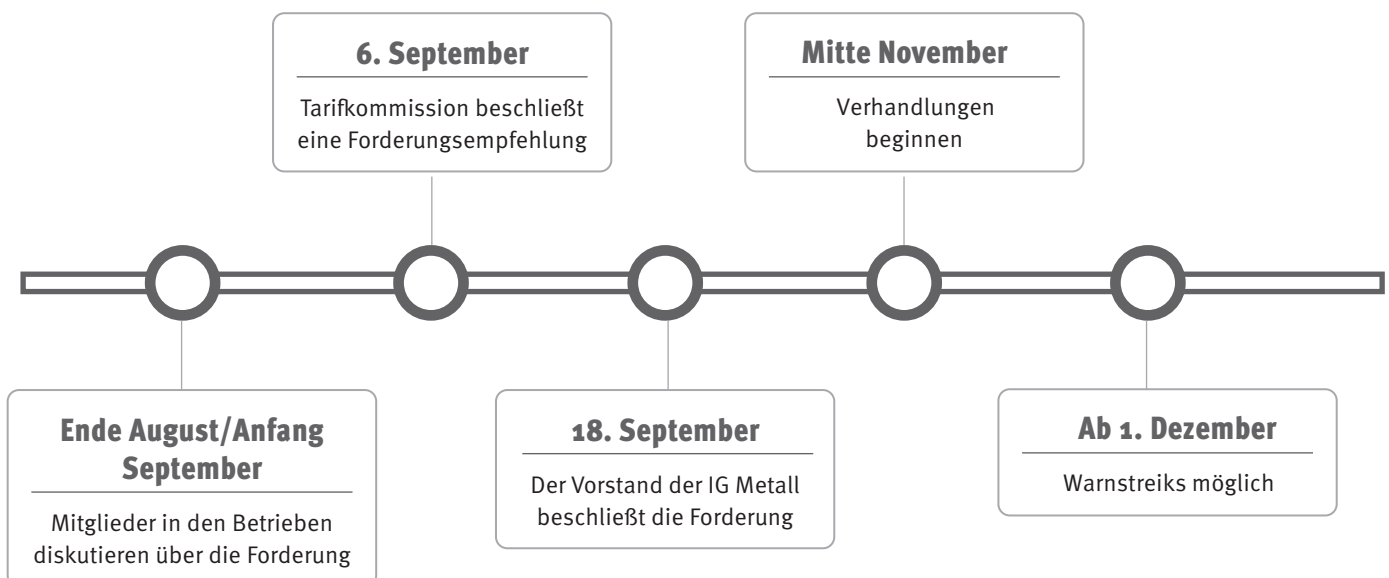 6. September
Tarifkommission beschließt
eine Forderungsempfehlung
Mitte November
Verhandlungen
beginnen
Ende August/Anfang
September
Mitglieder in den Betrieben
diskutieren über die Forderung
18. September
Der Vorstand der IG Metall
beschließt die Forderung
Ab 1. Dezember
Warnstreiks möglich